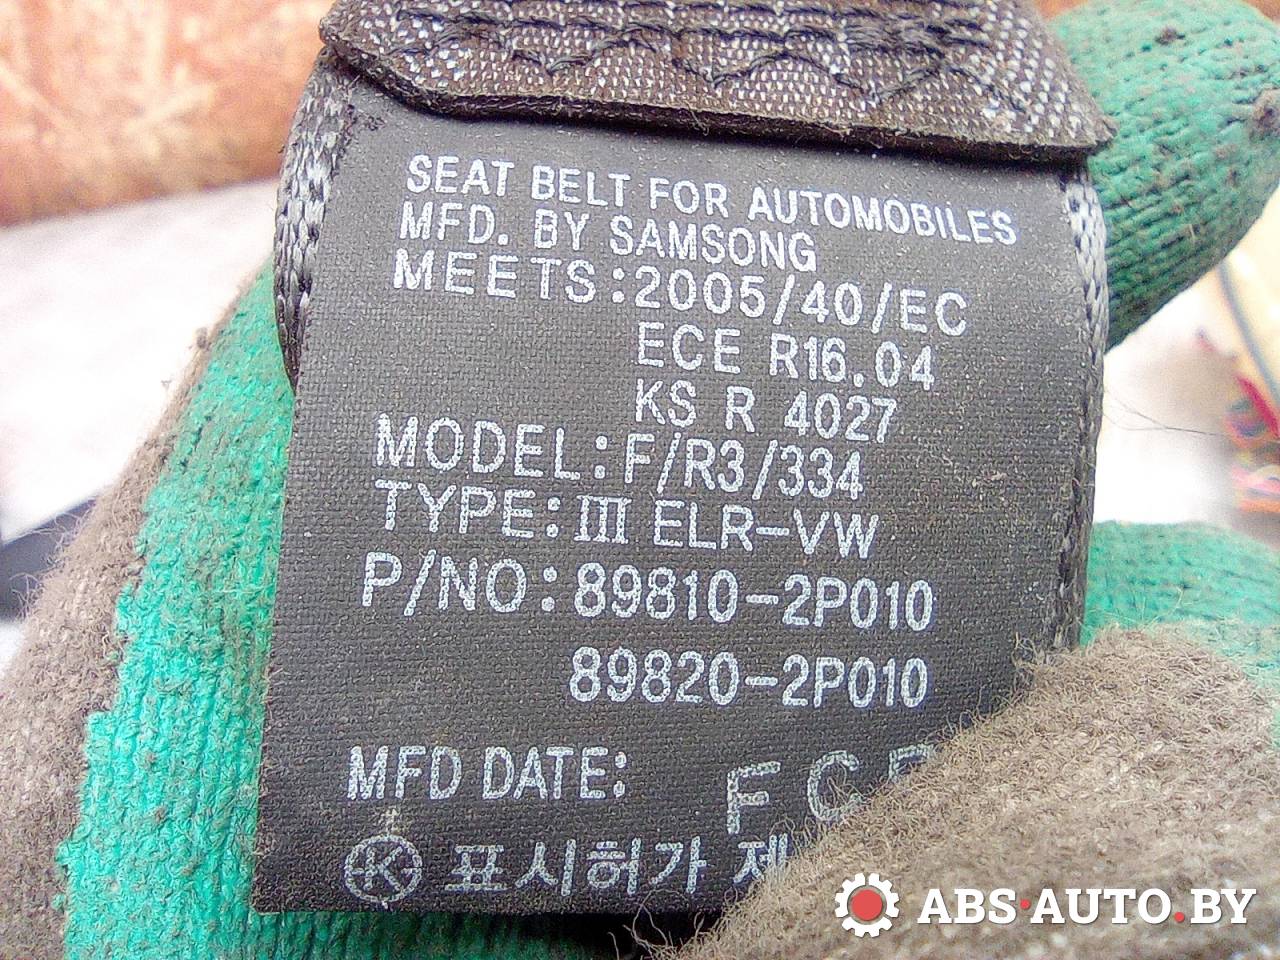 SEAT BELT FOR AUTOMOBILES
MFD. BY SAMSONG
MEETS:2005/40/EC
ECE R16.04
KS R 4027
MODEL:F/R3/334
TYPE:III ELR-VW
P/NO:89810-2P010
89820-2P010
MFD DATE: F C
K 표시허가 제
ABS·AUTO.BY